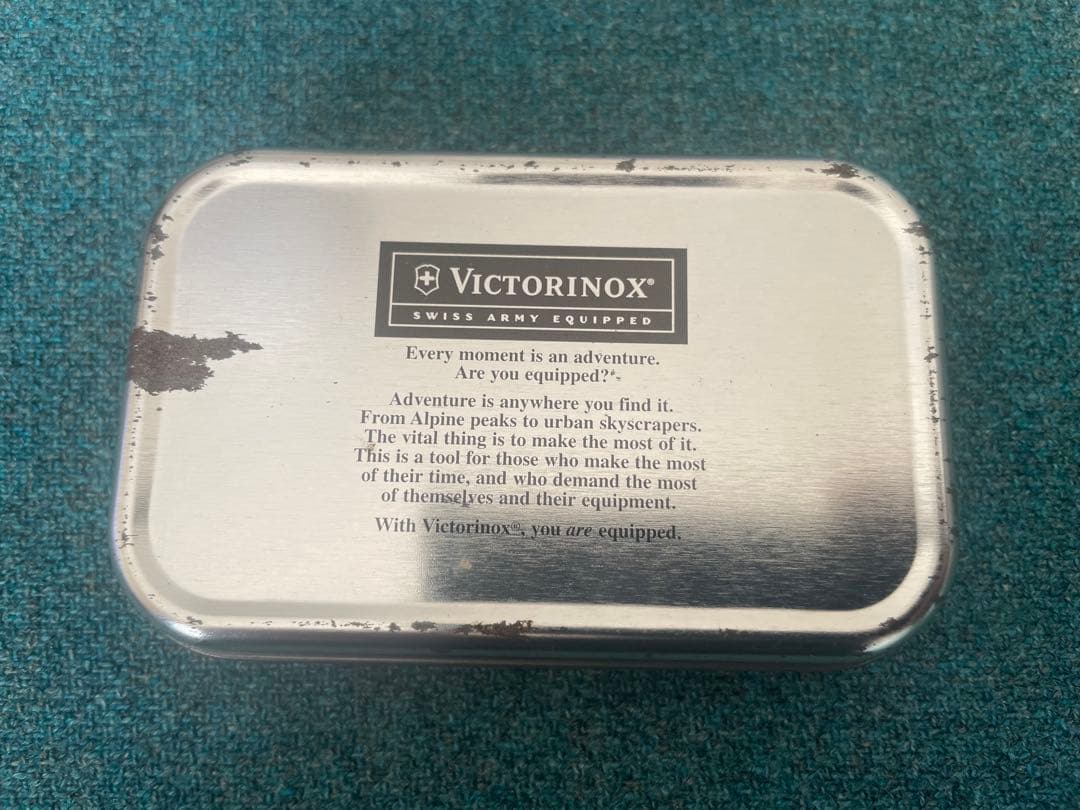 VICTORINOX®
SWISS ARMY EQUIPPED
Every moment is an adventure.
Are you equipped?
Adventure is anywhere you find it.
From Alpine peaks to urban skyscrapers.
The vital thing is to make the most of it.
This is a tool for those who make the most
of their time, and who demand the most
of themselves and their equipment.
With Victorinox®, you are equipped.